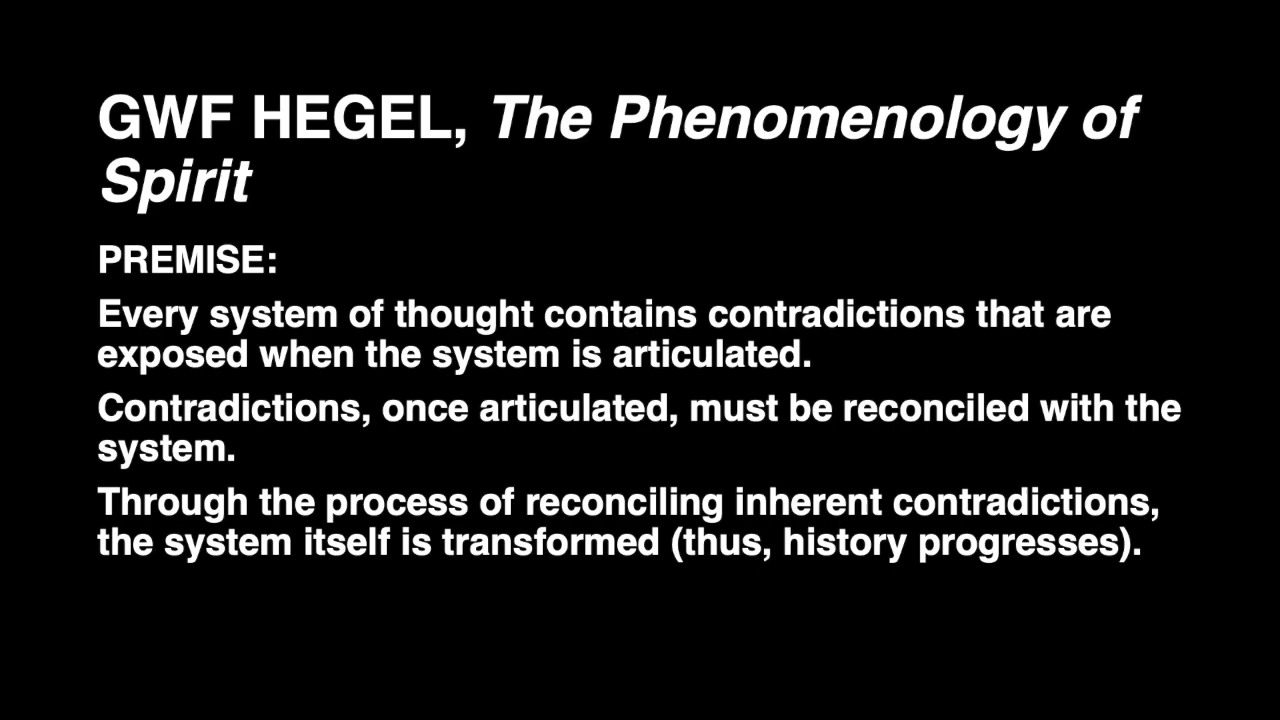 GWF HEGEL, The Phenomenology of
Spirit
PREMISE:
Every system of thought contains contradictions that are
exposed when the system is articulated.
Contradictions, once articulated, must be reconciled with the
system.
Through the process of reconciling inherent contradictions,
the system itself is transformed (thus, history progresses).